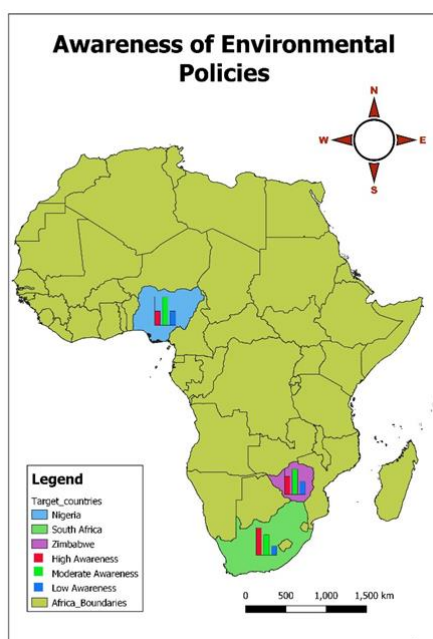 Awareness of Environmental
Policies
N
W
E
S
Legend
Target_countries
Nigeria
South Africa
Zimbabwe
High Awareness
Moderate Awareness
Low Awareness
Africa_Boundaries
0 500 1,000 1,500 km